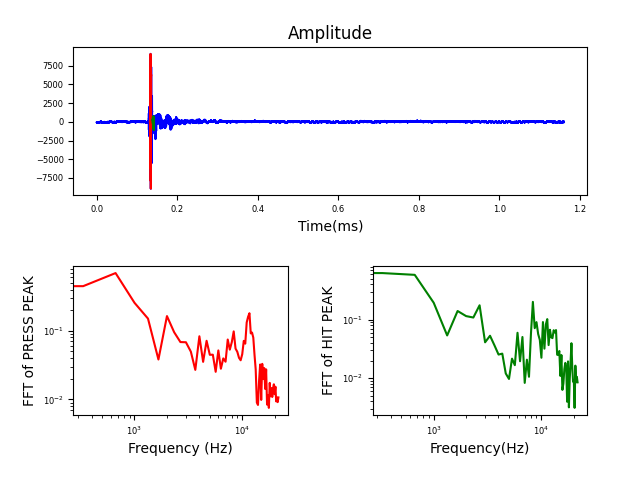 Amplitude
7500
5000
2500
0
−2500
−5000
−7500
0.0 0.2 0.4 0.6 0.8 1.0 1.2
Time(ms)
FFT of PRESS PEAK
10⁻¹
10⁻²
10³ 10⁴
Frequency (Hz)
FFT of HIT PEAK
10⁻¹
10⁻²
10³ 10⁴
Frequency(Hz)